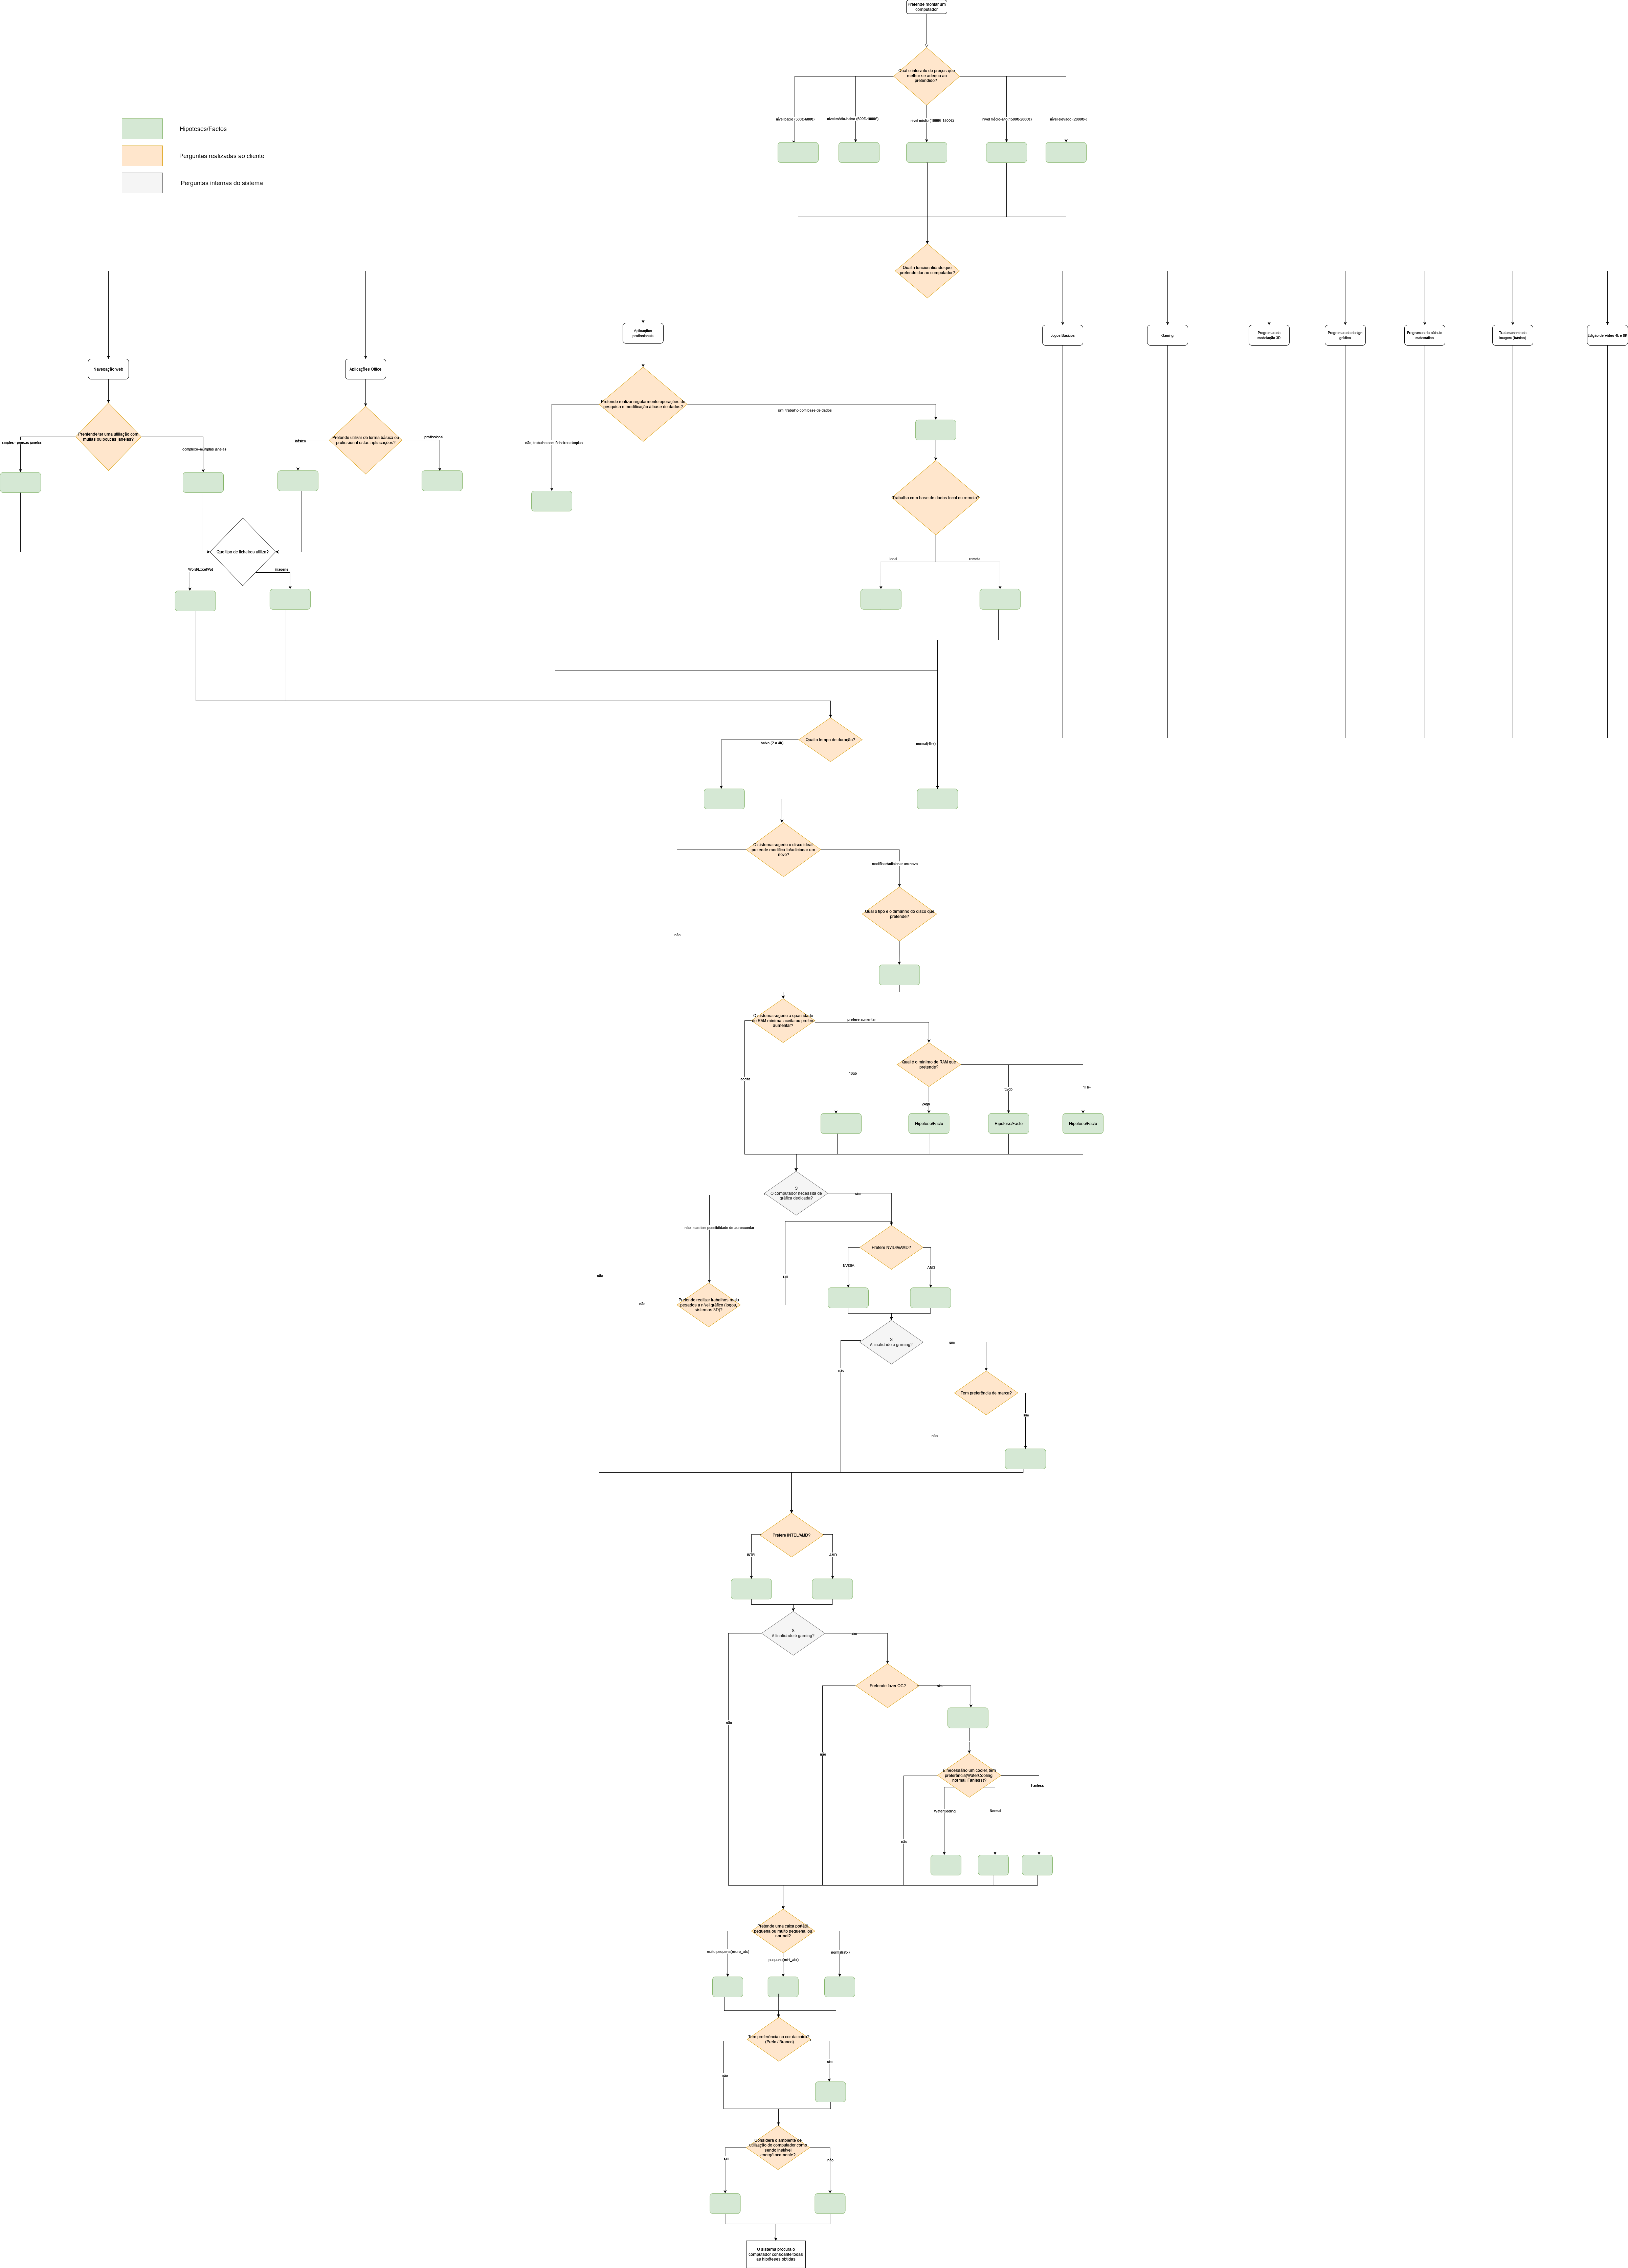 Pretende montar um
computador
Qual o intervalo de preços que
melhor se adequa ao
pretendido?
nível baixo (300€-600€)
nível médio-baixo (600€-1000€)
nível médio (1000€-1500€)
nível médio-alto(1500€-2000€)
nível elevado (2000€+)
Hipoteses/Factos
Perguntas realizadas ao cliente
Perguntas internas do sistema
Qual a funcionalidade que
pretende dar ao computador?
Navegação web
Aplicações Office
Aplicações
profissionais
Jogos Básicos
Gaming
Programas de
modelação 3D
Programas de design
gráfico
Programas de cálculo
matemático
Tratatamento de
imagem (básico)
Edição de Vídeo 4k e 8K
Prentende ter uma utiliação com
muitas ou poucas janelas?
simples= poucas janelas
complexo=múltiplas janelas
Pretende utilizar de forma básica ou
profissional estas apliacações?
básico
profissional
Pretende realizar regularmente operações de
pesquisa e modificação à base de dados?
não, trabalho com ficheiros simples
sim, trabalho com base de dados
Trabalha com base de dados local ou remota?
local
remota
Que tipo de ficheiros utiliza?
Word/Excel/Ppt
Imagens
Qual o tempo de duração?
baixo (2 a 4h)
normal(4h+)
O sistema sugeriu o disco ideal,
pretende modificá-lo/adicionar um
novo?
modificar/adicionar um novo
não
Qual o tipo e o tamanho do disco que
pretende?
O sistema sugeriu a quantidade
de RAM mínima, aceita ou prefere
aumentar?
prefere aumentar
aceita
Qual é o mínimo de RAM que
pretende?
16gb
24gb
32gb
Hipotese/Facto
Hipotese/Facto
Hipotese/Facto
S
O computador necessita de
gráfica dedicada?
sim
não, mas tem possibilidade de acrescentar
não
Prefere NVIDIA/AMD?
NVIDIA
AMD
Pretende realizar trabalhos mais
pesados a nível gráfico (jogos,
sistemas 3D)?
não
sim
S
A finalidade é gaming?
sim
não
Tem preferência de marca?
sim
não
Prefere INTEL/AMD?
INTEL
AMD
S
A finalidade é gaming?
sim
não
Pretende fazer OC?
sim
não
É necessário um cooler, tem
preferência(WaterCooling,
normal, Fanless)?
Fanless
WaterCooling
Normal
não
Pretende uma caixa portátil,
pequena ou muito pequena, ou
normal?
muito pequena(micro_atx)
pequena(mini_atx)
normal(atx)
Tem preferência na cor da caixa?
(Preto / Branco)
sim
não
Considera o ambiente de
utilização do computador como
sendo instável
energéticamente?
sim
não
O sistema procura o
computador consoante todas
as hipóteses obtidas